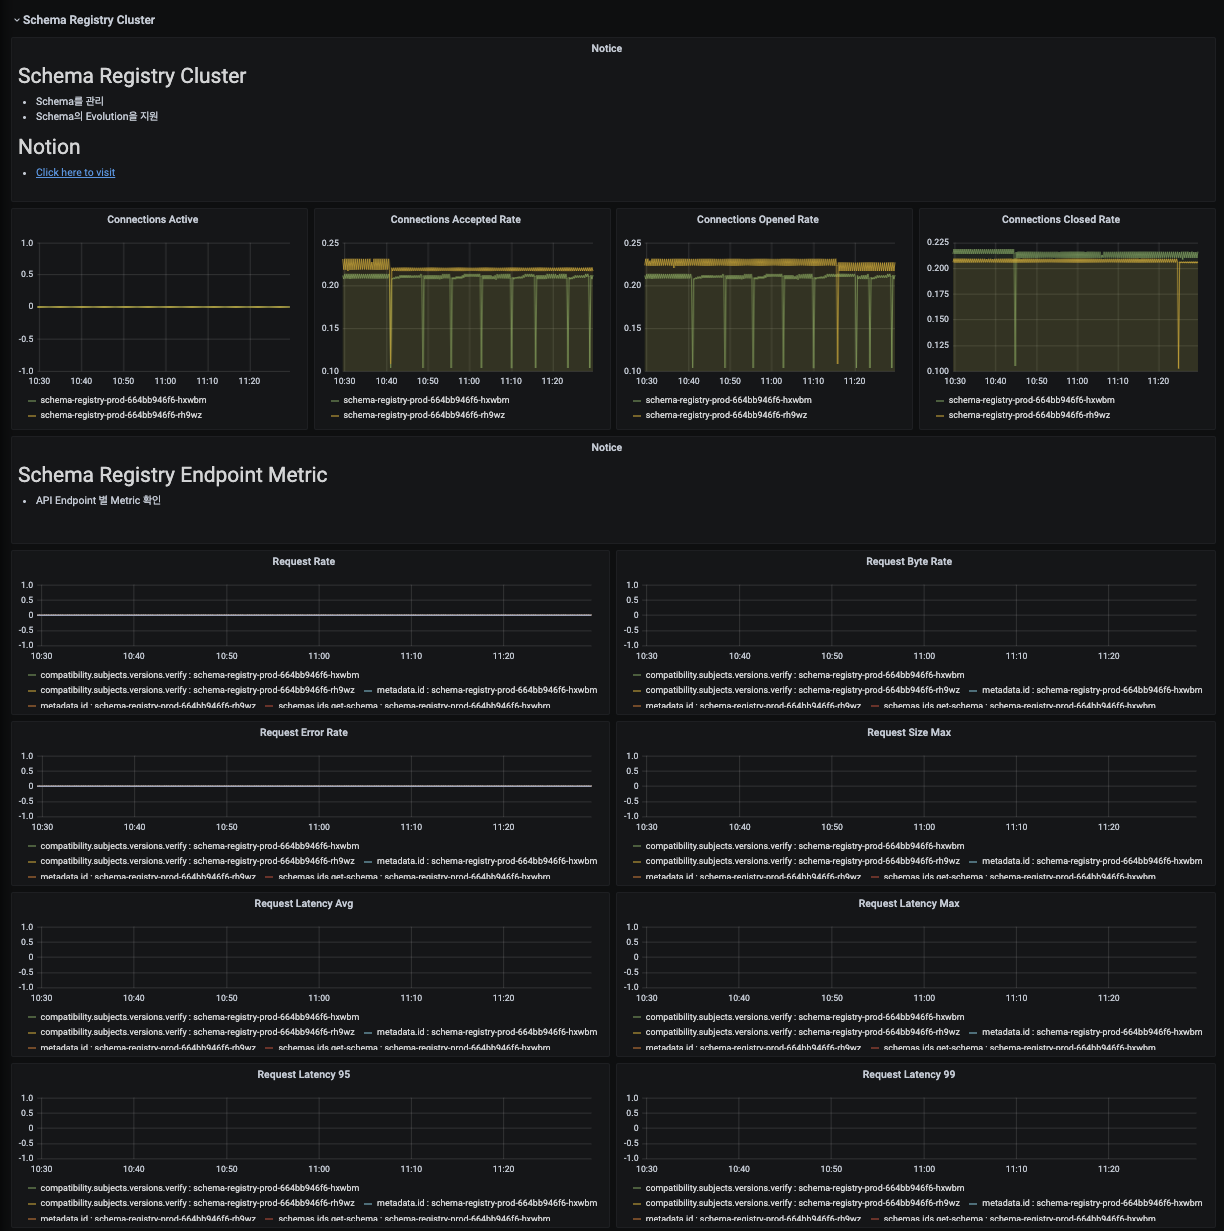 Schema Registry Cluster
Notice
Schema Registry Cluster
Schema를 관리
Schema의 Evolution을 지원
Notion
Click here to visit
Connections Active
1.0
0.5
0
-0.5
-1.0
10:30 10:40 10:50 11:00 11:10 11:20
schema-registry-prod-664bb946f6-hxwbm
schema-registry-prod-664bb946f6-rh9wz
Connections Accepted Rate
0.25
0.20
0.15
0.10
10:30 10:40 10:50 11:00 11:10 11:20
schema-registry-prod-664bb946f6-hxwbm
schema-registry-prod-664bb946f6-rh9wz
Connections Opened Rate
0.25
0.20
0.15
0.10
10:30 10:40 10:50 11:00 11:10 11:20
schema-registry-prod-664bb946f6-hxwbm
schema-registry-prod-664bb946f6-rh9wz
Connections Closed Rate
0.225
0.200
0.175
0.150
0.125
0.100
10:30 10:40 10:50 11:00 11:10 11:20
schema-registry-prod-664bb946f6-hxwbm
schema-registry-prod-664bb946f6-rh9wz
Notice
Schema Registry Endpoint Metric
API Endpoint 별 Metric 확인
Request Rate
1.0
0.5
0
-0.5
-1.0
10:30 10:40 10:50 11:00 11:10 11:20
compatibility.subjects.versions.verify : schema-registry-prod-664bb946f6-hxwbm
compatibility.subjects.versions.verify : schema-registry-prod-664bb946f6-rh9wz metadata.id : schema-registry-prod-664bb946f6-hxwbm
metadata.id : schema-registry-prod-664bb946f6-rh9wz schemas.ids.get-schema : schema-registry-prod-664bb946f6-hxwbm
Request Byte Rate
1.0
0.5
0
-0.5
-1.0
10:30 10:40 10:50 11:00 11:10 11:20
compatibility.subjects.versions.verify : schema-registry-prod-664bb946f6-hxwbm
compatibility.subjects.versions.verify : schema-registry-prod-664bb946f6-rh9wz metadata.id : schema-registry-prod-664bb946f6-hxwbm
metadata.id : schema-registry-prod-664bb946f6-rh9wz schemas.ids.get-schema : schema-registry-prod-664bb946f6-hxwbm
Request Error Rate
1.0
0.5
0
-0.5
-1.0
10:30 10:40 10:50 11:00 11:10 11:20
compatibility.subjects.versions.verify : schema-registry-prod-664bb946f6-hxwbm
compatibility.subjects.versions.verify : schema-registry-prod-664bb946f6-rh9wz metadata.id : schema-registry-prod-664bb946f6-hxwbm
metadata.id : schema-registry-prod-664bb946f6-rh9wz schemas.ids.get-schema : schema-registry-prod-664bb946f6-hxwbm
Request Size Max
1.0
0.5
0
-0.5
-1.0
10:30 10:40 10:50 11:00 11:10 11:20
compatibility.subjects.versions.verify : schema-registry-prod-664bb946f6-hxwbm
compatibility.subjects.versions.verify : schema-registry-prod-664bb946f6-rh9wz metadata.id : schema-registry-prod-664bb946f6-hxwbm
metadata.id : schema-registry-prod-664bb946f6-rh9wz schemas.ids.get-schema : schema-registry-prod-664bb946f6-hxwbm
Request Latency Avg
1.0
0.5
0
-0.5
-1.0
10:30 10:40 10:50 11:00 11:10 11:20
compatibility.subjects.versions.verify : schema-registry-prod-664bb946f6-hxwbm
compatibility.subjects.versions.verify : schema-registry-prod-664bb946f6-rh9wz metadata.id : schema-registry-prod-664bb946f6-hxwbm
metadata.id : schema-registry-prod-664bb946f6-rh9wz schemas.ids.get-schema : schema-registry-prod-664bb946f6-hxwbm
Request Latency Max
1.0
0.5
0
-0.5
-1.0
10:30 10:40 10:50 11:00 11:10 11:20
compatibility.subjects.versions.verify : schema-registry-prod-664bb946f6-hxwbm
compatibility.subjects.versions.verify : schema-registry-prod-664bb946f6-rh9wz metadata.id : schema-registry-prod-664bb946f6-hxwbm
metadata.id : schema-registry-prod-664bb946f6-rh9wz schemas.ids.get-schema : schema-registry-prod-664bb946f6-hxwbm
Request Latency 95
1.0
0.5
0
-0.5
-1.0
10:30 10:40 10:50 11:00 11:10 11:20
compatibility.subjects.versions.verify : schema-registry-prod-664bb946f6-hxwbm
compatibility.subjects.versions.verify : schema-registry-prod-664bb946f6-rh9wz metadata.id : schema-registry-prod-664bb946f6-hxwbm
metadata.id : schema-registry-prod-664bb946f6-rh9wz schemas.ids.get-schema : schema-registry-prod-664bb946f6-hxwbm
Request Latency 99
1.0
0.5
0
-0.5
-1.0
10:30 10:40 10:50 11:00 11:10 11:20
compatibility.subjects.versions.verify : schema-registry-prod-664bb946f6-hxwbm
compatibility.subjects.versions.verify : schema-registry-prod-664bb946f6-rh9wz metadata.id : schema-registry-prod-664bb946f6-hxwbm
metadata.id : schema-registry-prod-664bb946f6-rh9wz schemas.ids.get-schema : schema-registry-prod-664bb946f6-hxwbm